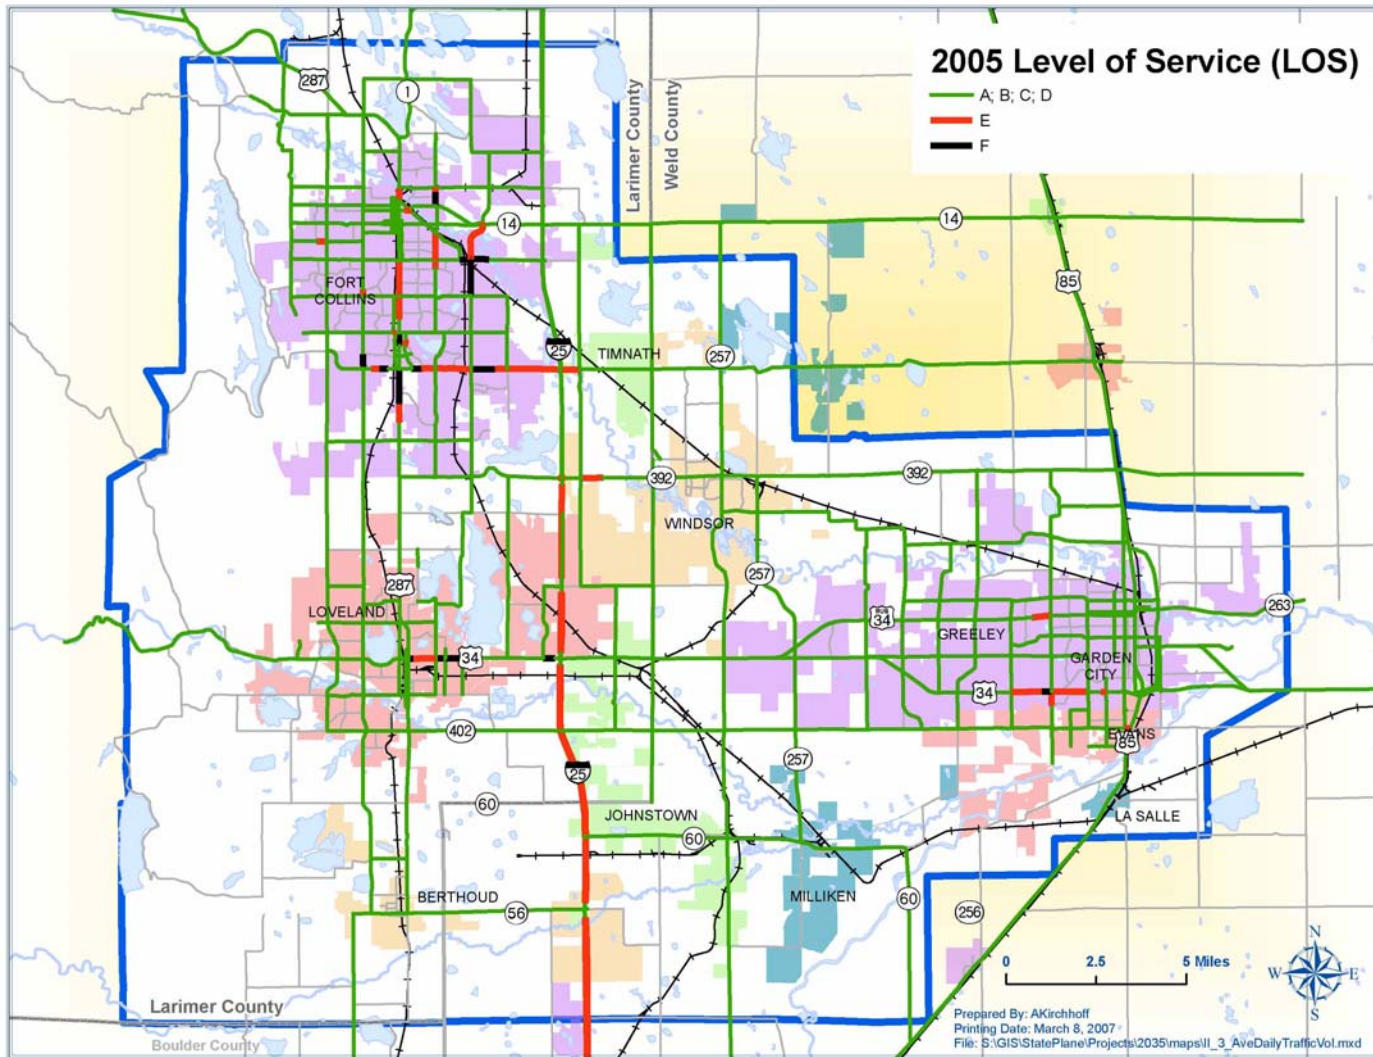 2005 Level of Service (LOS)
A; B; C; D
E
F
Larimer County
Weld County
287
1
14
14
85
FORT
COLLINS
25
TIMNATH
257
392
392
WINDSOR
287
257
LOVELAND
BUS
34
263
GREELEY
34
GARDEN
CITY
34
402
EVANS
85
257
25
60
JOHNSTOWN
60
LA SALLE
BERTHOUD
56
MILLIKEN
60
256
0 2.5 5 Miles
N
W E
S
Larimer County
Boulder County
Prepared By: AKirchhoff
Printing Date: March 8, 2007
File: S:\GIS\StatePlane\Projects\2035\maps\II_3_AveDailyTrafficVol.mxd